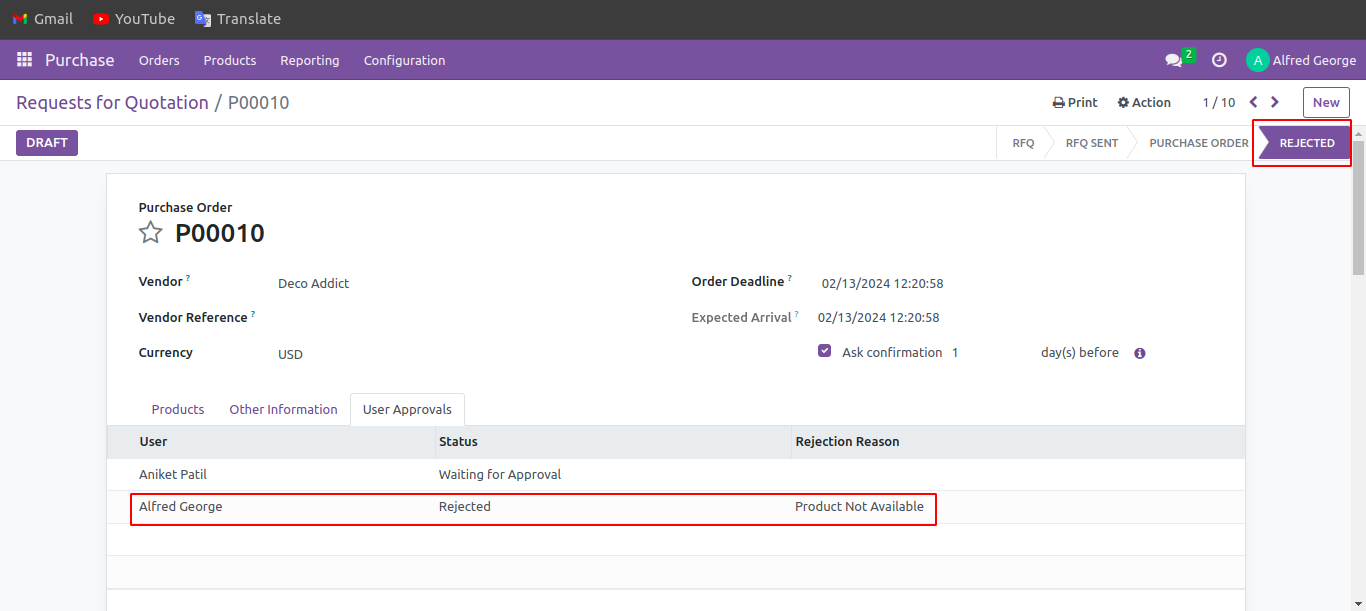 Gmail YouTube Translate
Purchase Orders Products Reporting Configuration 2 A Alfred George
Requests for Quotation / P00010 Print Action 1 / 10 New
DRAFT RFQ RFQ SENT PURCHASE ORDER REJECTED
Purchase Order
P00010
Vendor ? Deco Addict Order Deadline ? 02/13/2024 12:20:58
Vendor Reference ? Expected Arrival ? 02/13/2024 12:20:58
Currency USD Ask confirmation 1 day(s) before
Products Other Information User Approvals
User Status Rejection Reason
Aniket Patil Waiting for Approval
Alfred George Rejected Product Not Available